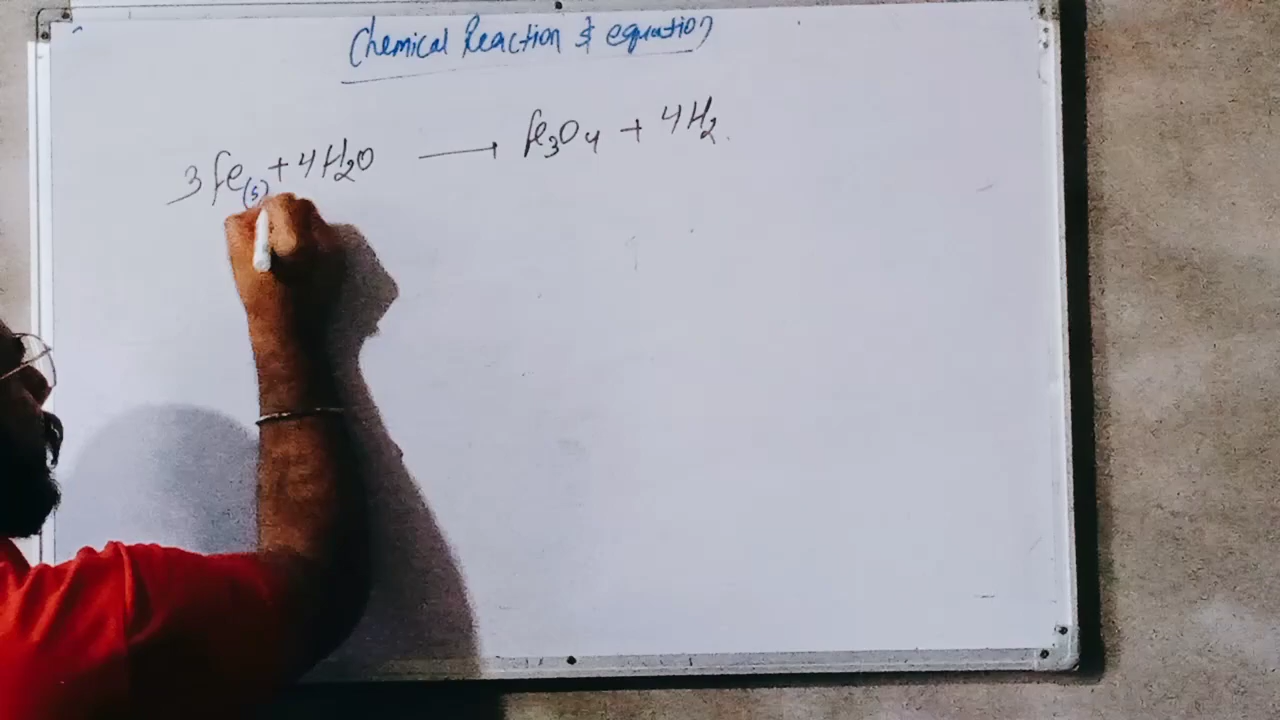 Chemical Reaction & equation
3Fe(s) + 4H2O → Fe3O4 + 4H2.